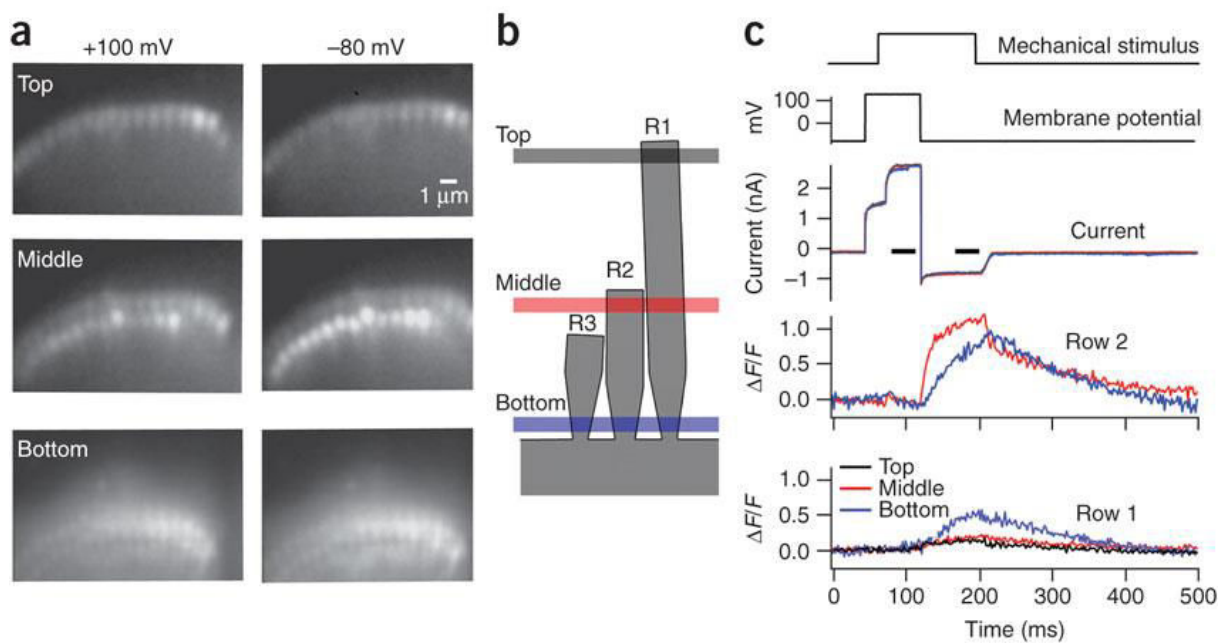 a
+100 mV
–80 mV
Top
1 µm
Middle
Bottom
b
Top
R1
Middle
R2
R3
Bottom
c
Mechanical stimulus
mV
100
0
Membrane potential
Current (nA)
2
1
0
–1
Current
ΔF/F
1.0
0.5
0.0
Row 2
ΔF/F
1.0
0.5
0.0
Top
Middle
Bottom
Row 1
0 100 200 300 400 500
Time (ms)